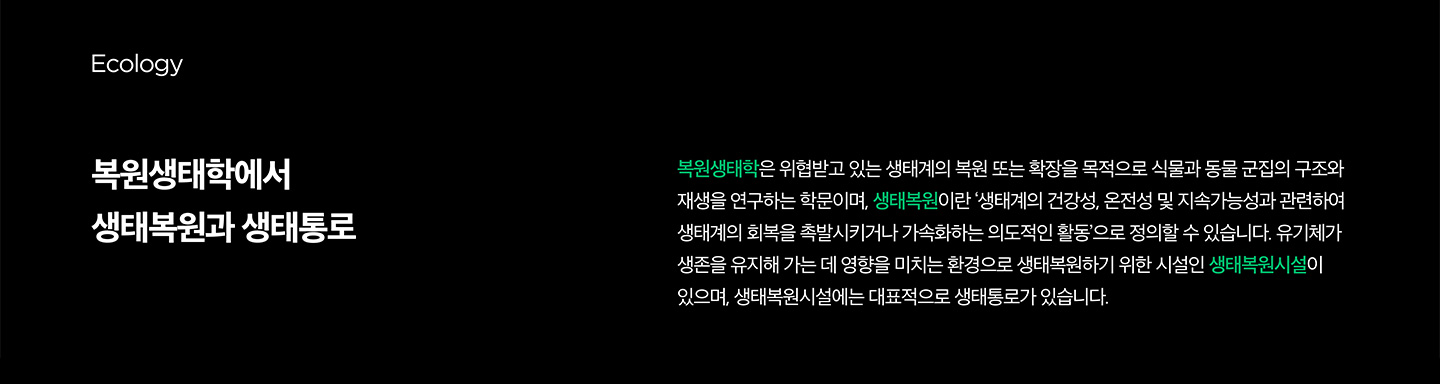 Ecology
복원생태학에서
생태복원과 생태통로
복원생태학은 위협받고 있는 생태계의 복원 또는 확장을 목적으로 식물과 동물 군집의 구조와
재생을 연구하는 학문이며, 생태복원이란 ‘생태계의 건강성, 온전성 및 지속가능성과 관련하여
생태계의 회복을 촉발시키거나 가속화하는 의도적인 활동’으로 정의할 수 있습니다. 유기체가
생존을 유지해 가는 데 영향을 미치는 환경으로 생태복원하기 위한 시설인 생태복원시설이
있으며, 생태복원시설에는 대표적으로 생태통로가 있습니다.